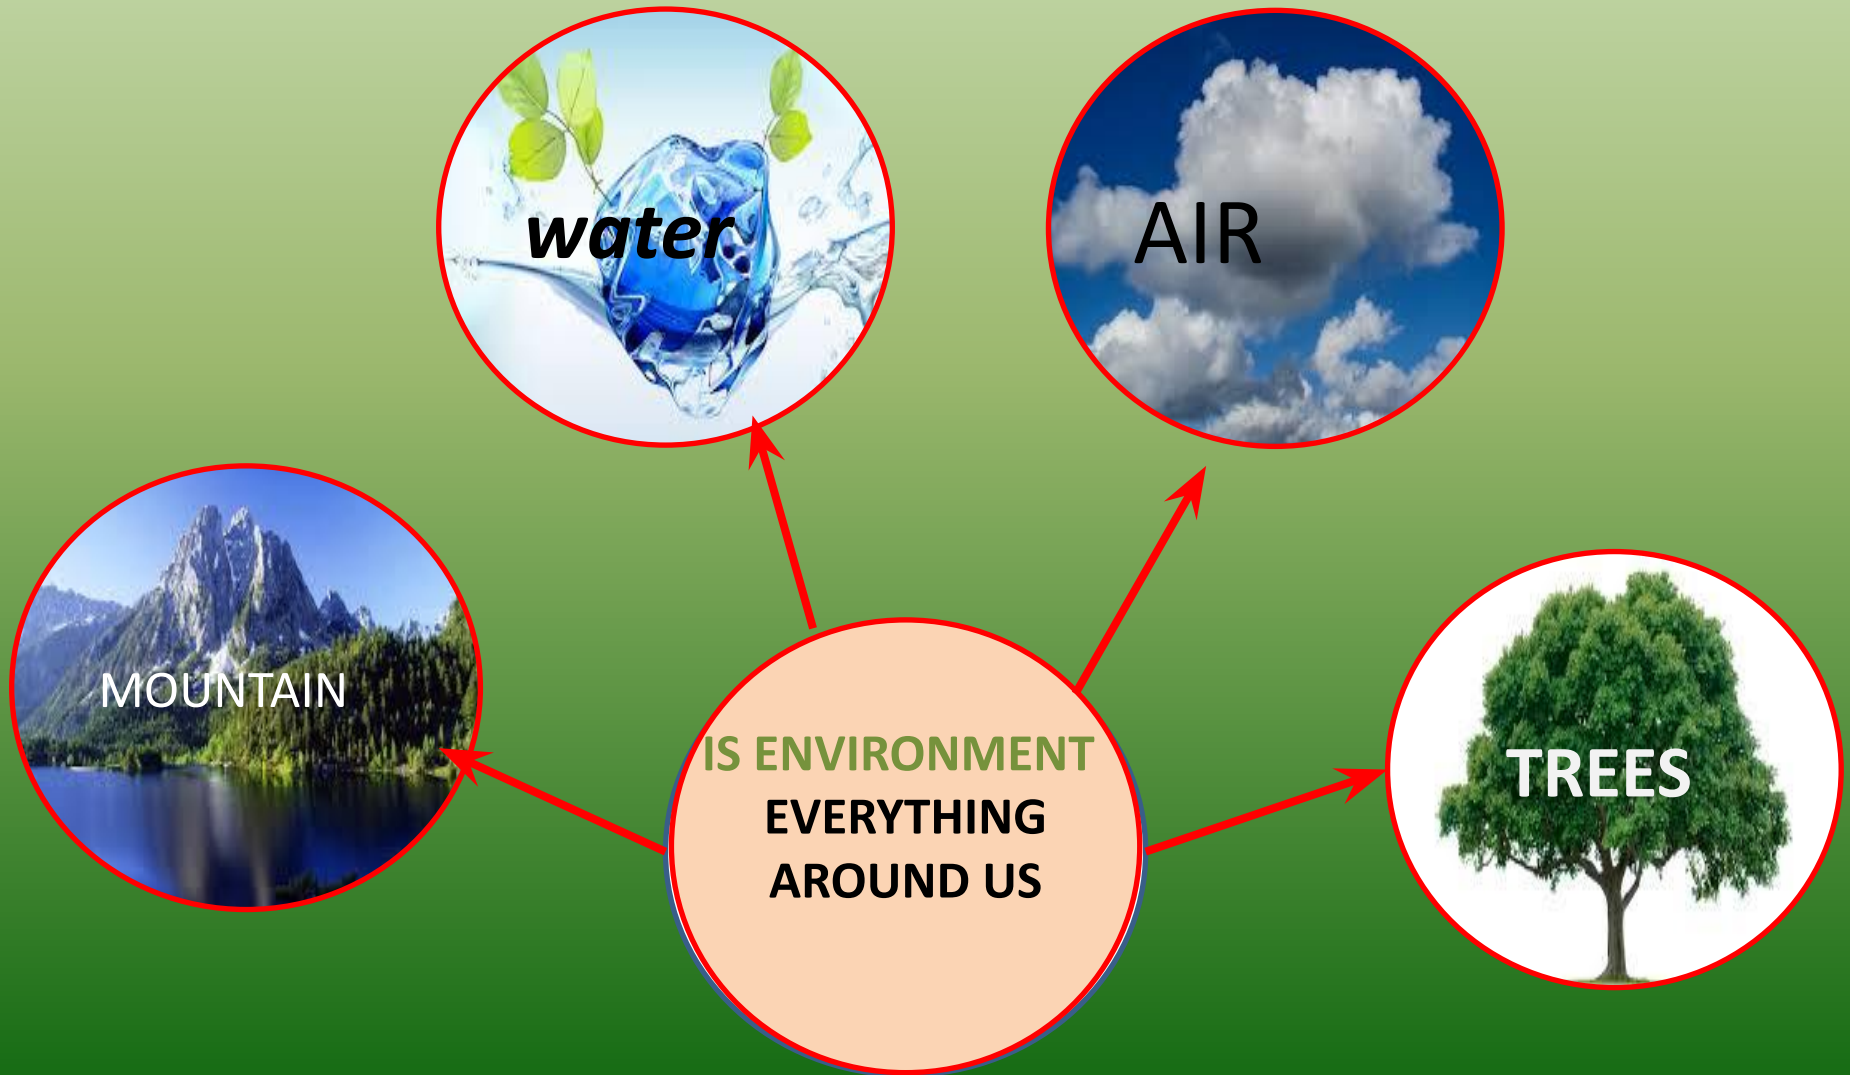 water
AIR
MOUNTAIN
TREES
IS ENVIRONMENT
EVERYTHING
AROUND US